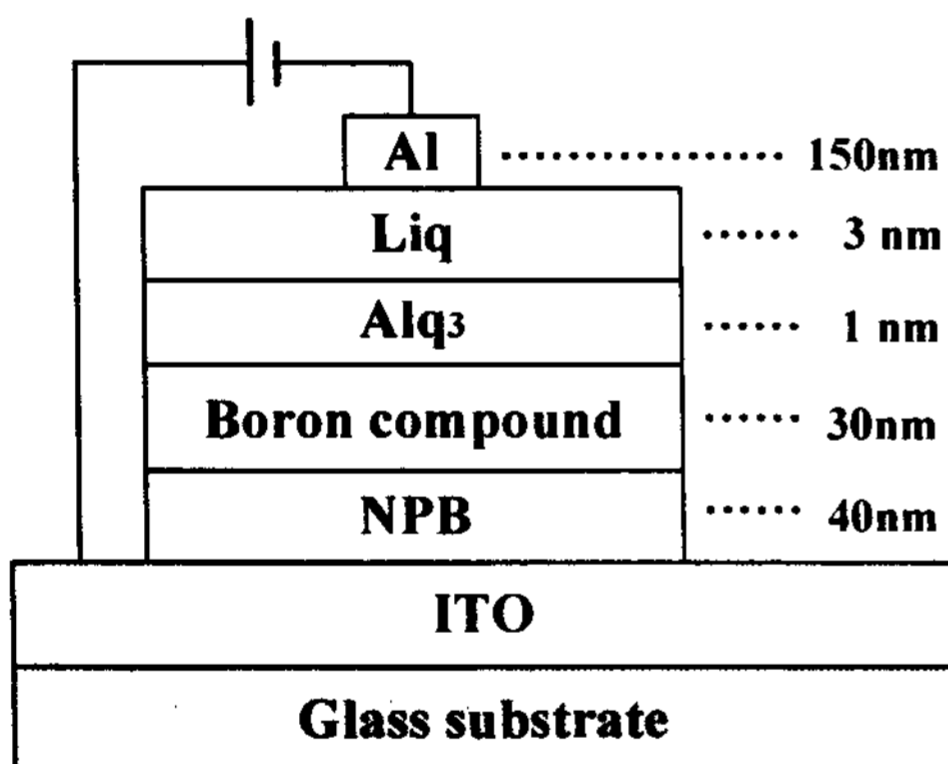 Al ............... 150nm
Liq ...... 3 nm
Alq₃ ...... 1 nm
Boron compound ...... 30nm
NPB ...... 40nm
ITO
Glass substrate